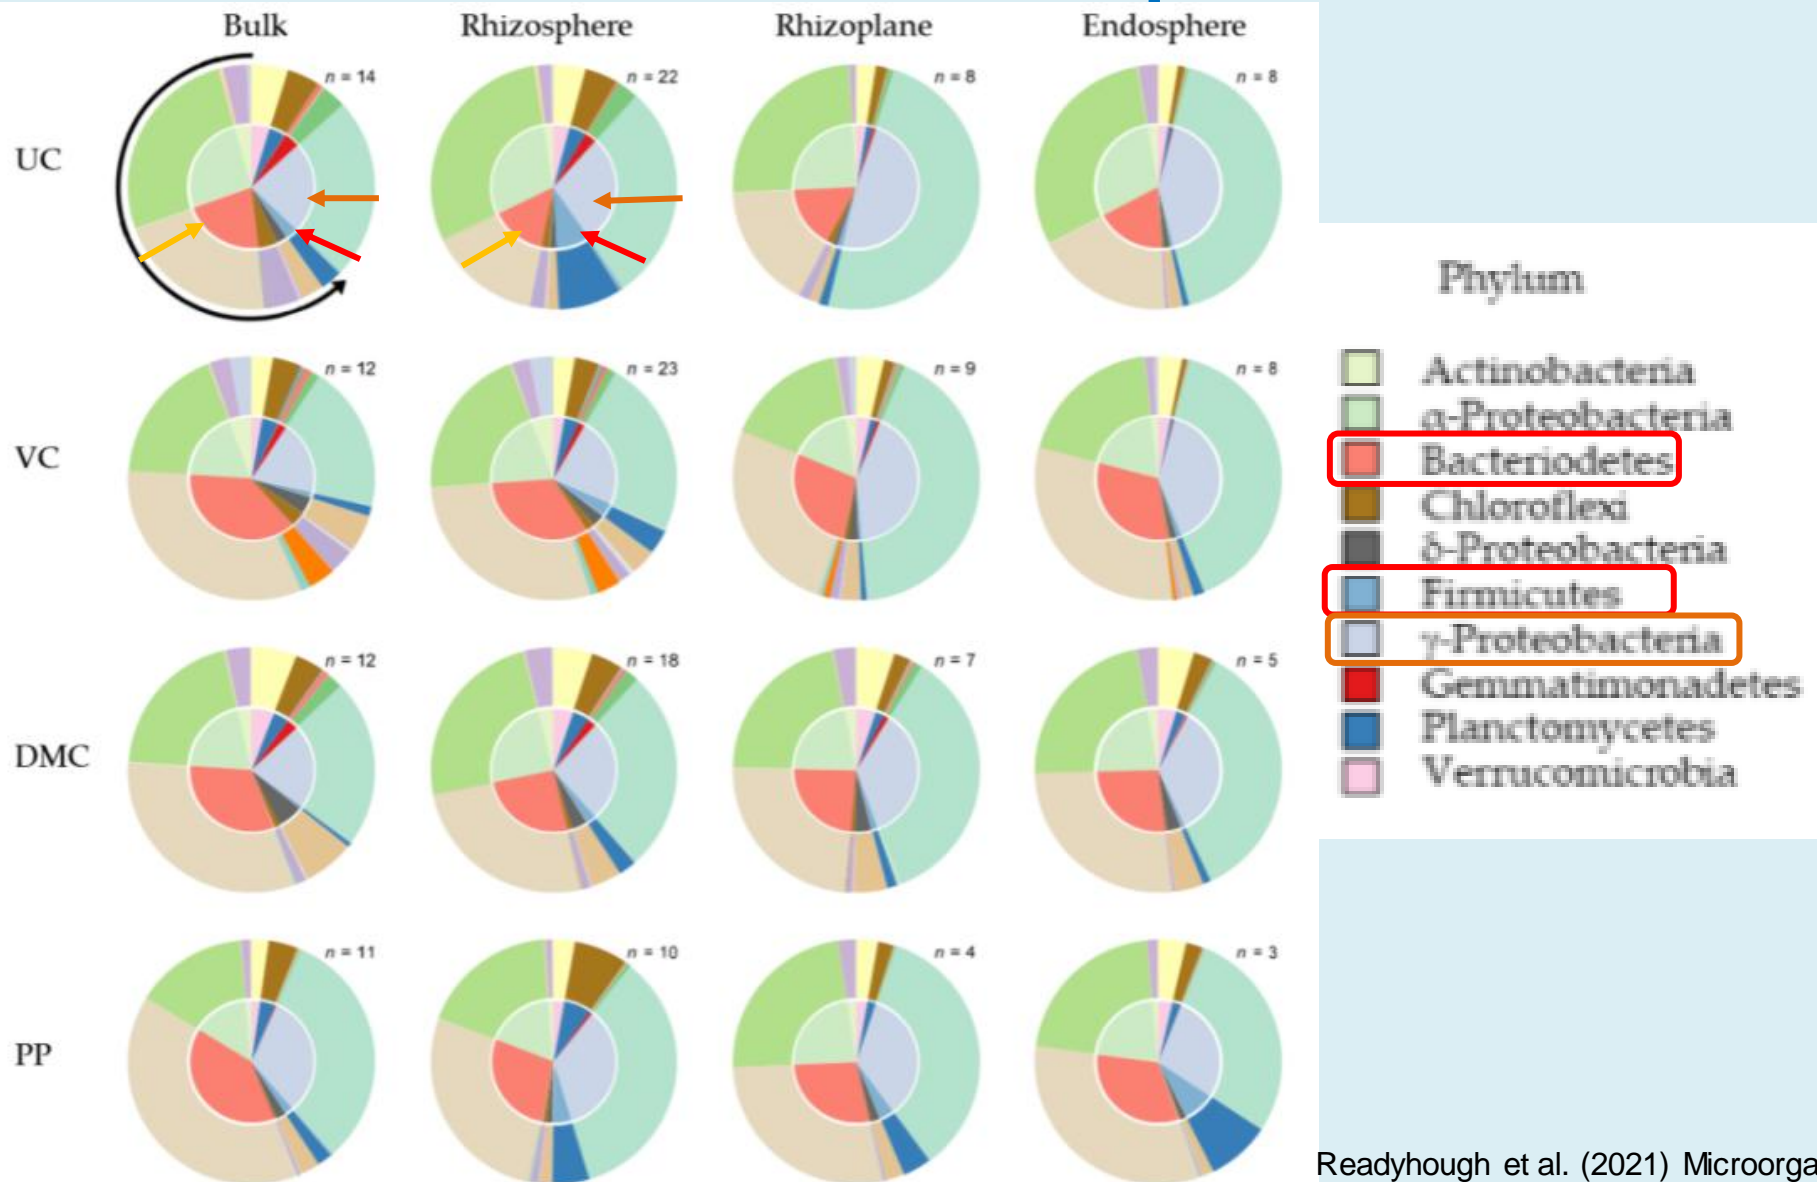 Bulk Rhizosphere Rhizoplane Endosphere
UC n = 14 n = 22 n = 8 n = 8
VC n = 12 n = 23 n = 9 n = 8
DMC n = 12 n = 18 n = 7 n = 5
PP n = 11 n = 10 n = 4 n = 3
Phylum
Actinobacteria
α-Proteobacteria
Bacteriodetes
Chloroflexi
δ-Proteobacteria
Firmicutes
γ-Proteobacteria
Gemmatimonadetes
Planctomycetes
Verrucomicrobia
Readyhough et al. (2021) Microorga